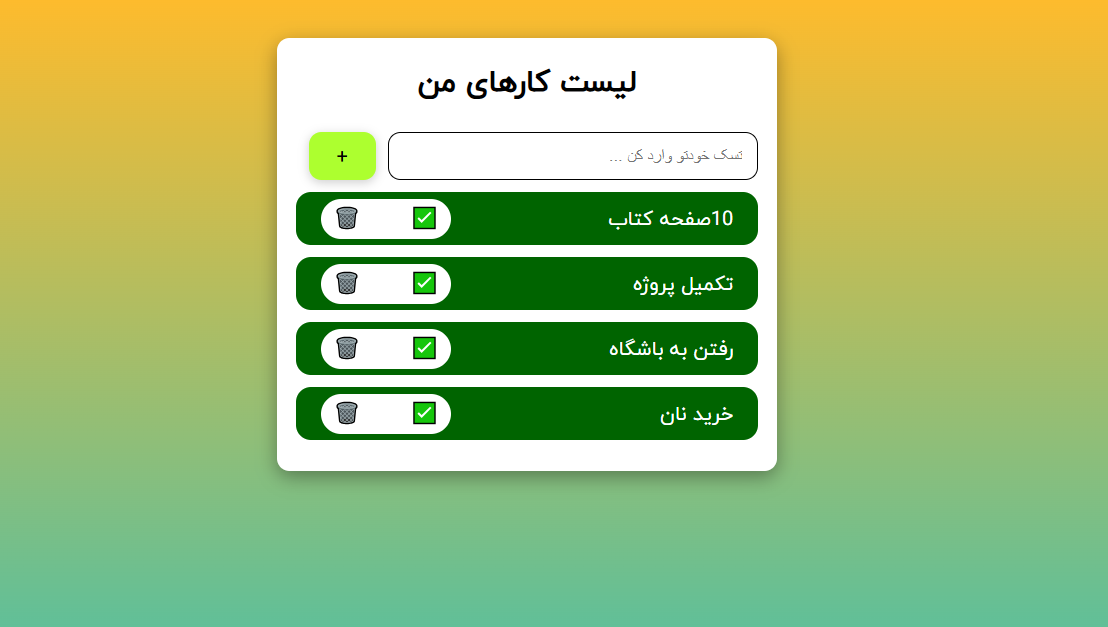 لیست کارهای من
تسک خودتو وارد کن ...
+
10صفحه کتاب
تکمیل پروژه
رفتن به باشگاه
خرید نان